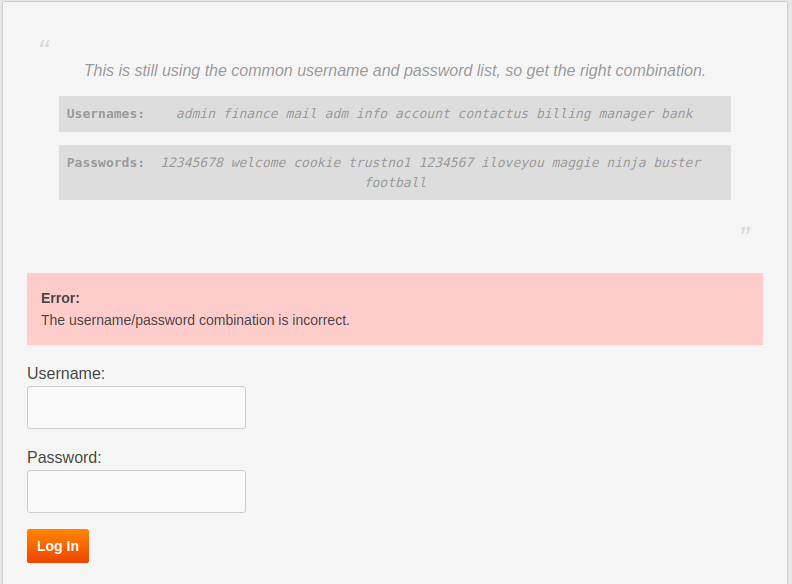 “
This is still using the common username and password list, so get the right combination.
Usernames: admin finance mail adm info account contactus billing manager bank
Passwords: 12345678 welcome cookie trustno1 1234567 iloveyou maggie ninja buster
football
”
Error:
The username/password combination is incorrect.
Username:
Password:
Log In